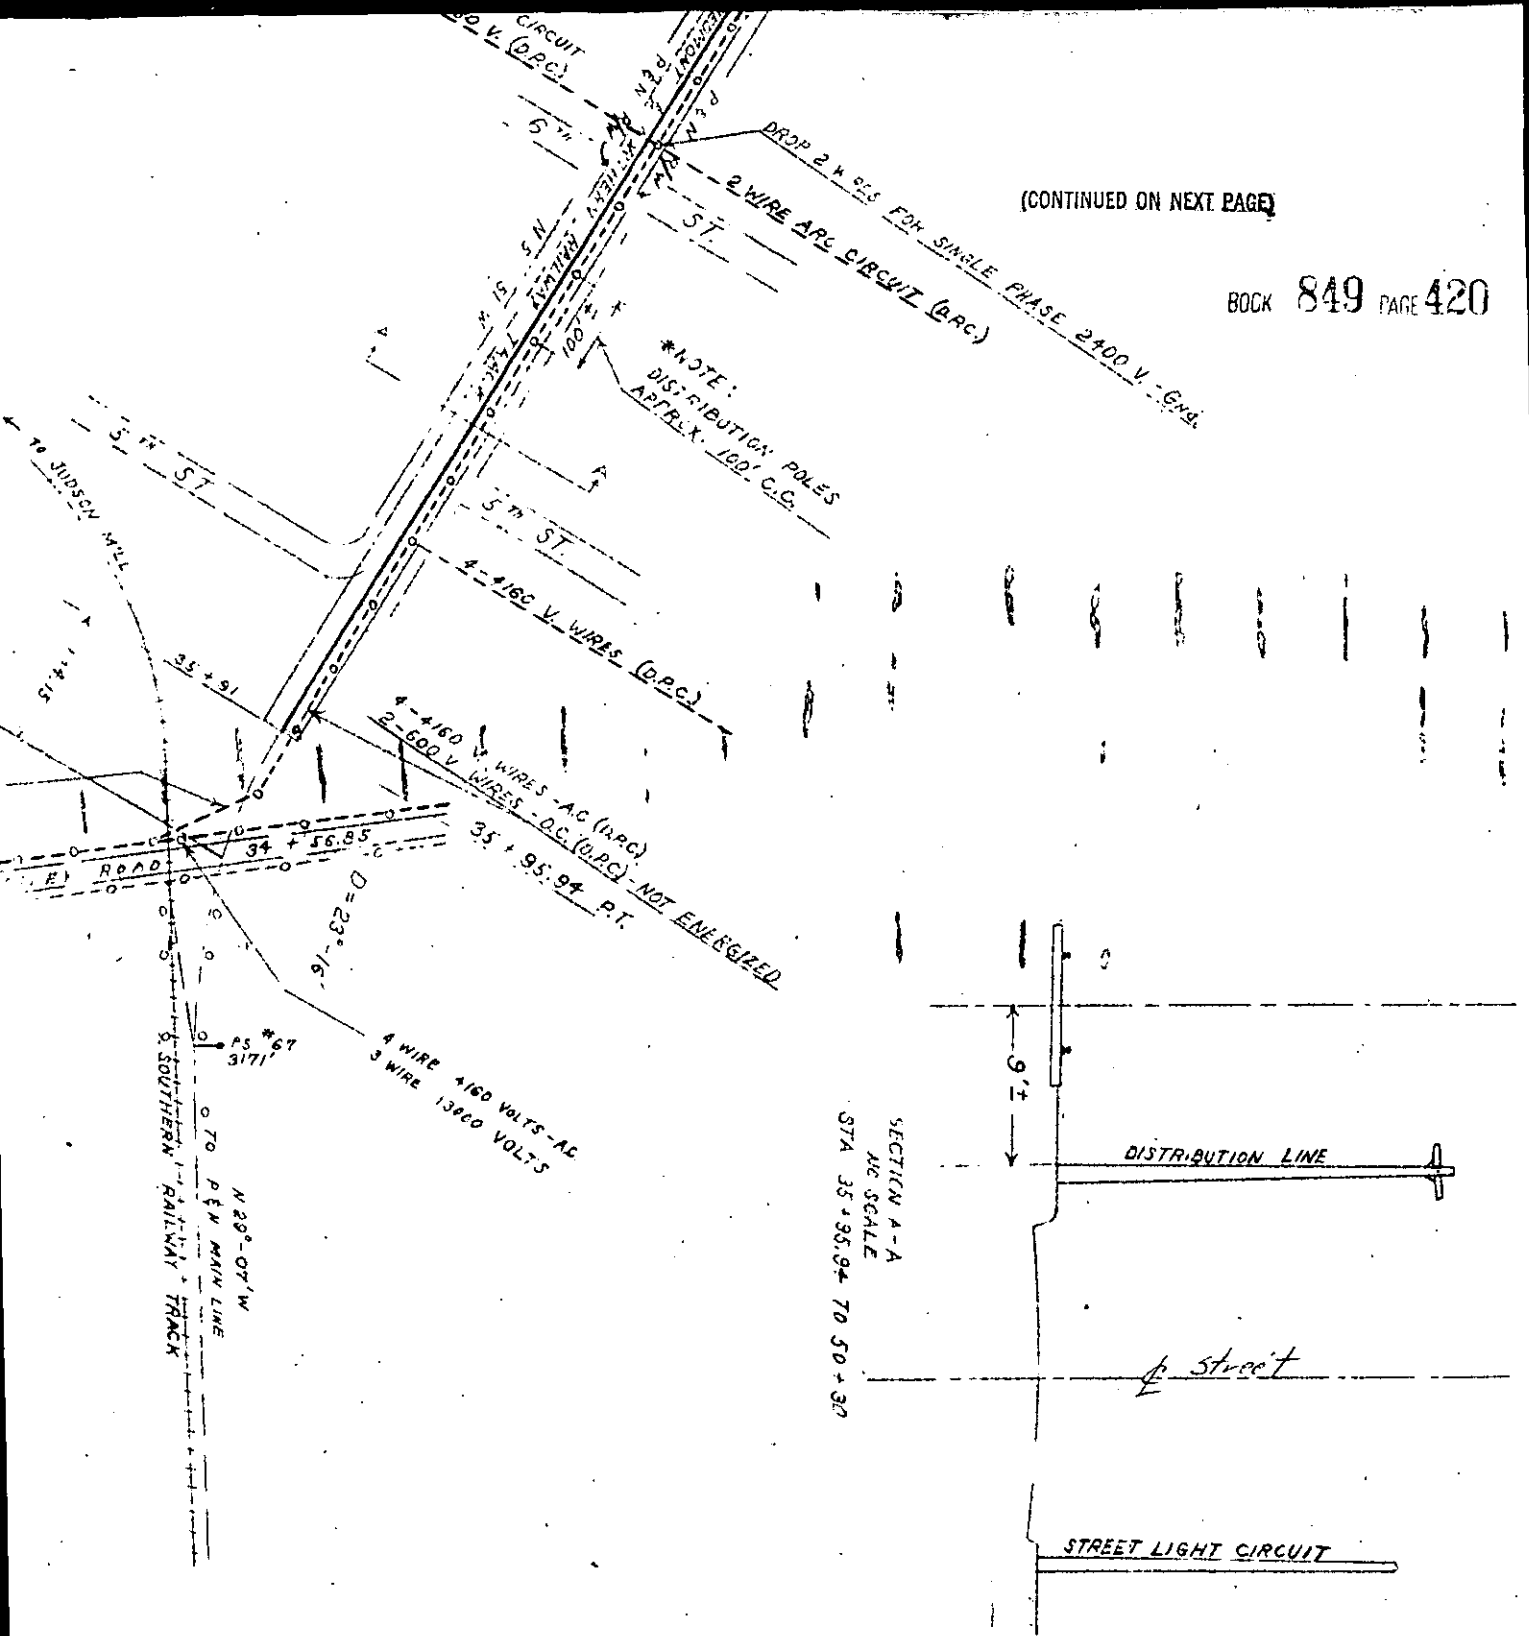 CIRCUIT
V. (D.P.C.)
P & N
P & N
R/W
6 TH
ST.
DROP 2 WIRES FOR SINGLE PHASE 2400 V. - Gnd.
2 WIRE ARC CIRCUIT (D.P.C.)
(CONTINUED ON NEXT PAGE)
BOOK 849 PAGE 420
RAILWAY TRACK
N 5 51 W
100'
*NOTE:
DISTRIBUTION POLES
APPROX. 100' C.C.
A
A
5 TH ST
5 TH ST.
TO JUDSON MILL
4-4160 V. WIRES (D.P.C.)
35 + 91
4-4160 V. WIRES - A.C. (D.P.C.)
2-600 V. WIRES - D.C. (D.P.C.) - NOT ENERGIZED
34 + 56.85
35 + 95.94 P.T.
ROAD
D = 23°-16'
PS #67
3171'
4 WIRE 4160 VOLTS - A.C.
3 WIRE 13000 VOLTS
SOUTHERN RAILWAY TRACK
TO P & N MAIN LINE
N 29°-07' W
9'±
DISTRIBUTION LINE
SECTION A-A
NO SCALE
STA 35+95.94 TO 50+30
℄ street
STREET LIGHT CIRCUIT